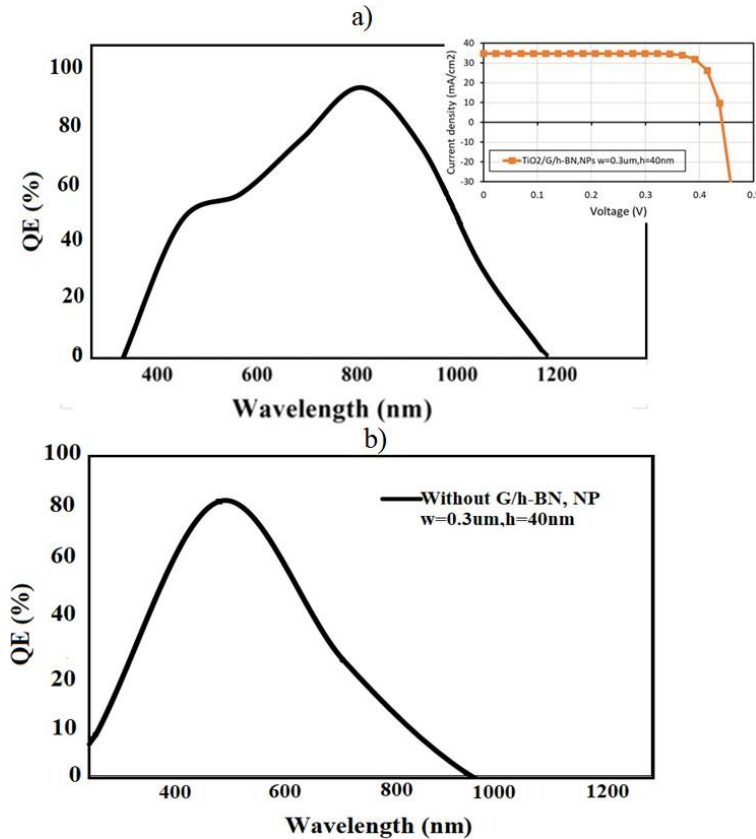 a)
100
80
60
40
20
0
QE (%)
400 600 800 1000 1200
Wavelength (nm)
40
30
20
10
0
-10
-20
-30
Current density (mA/cm2)
TiO2/G/h-BN,NPs w=0.3um,h=40nm
0 0.1 0.2 0.3 0.4 0.5
Voltage (V)
b)
100
80
60
40
20
10
0
QE (%)
Without G/h-BN, NP
w=0.3um,h=40nm
400 600 800 1000 1200
Wavelength (nm)